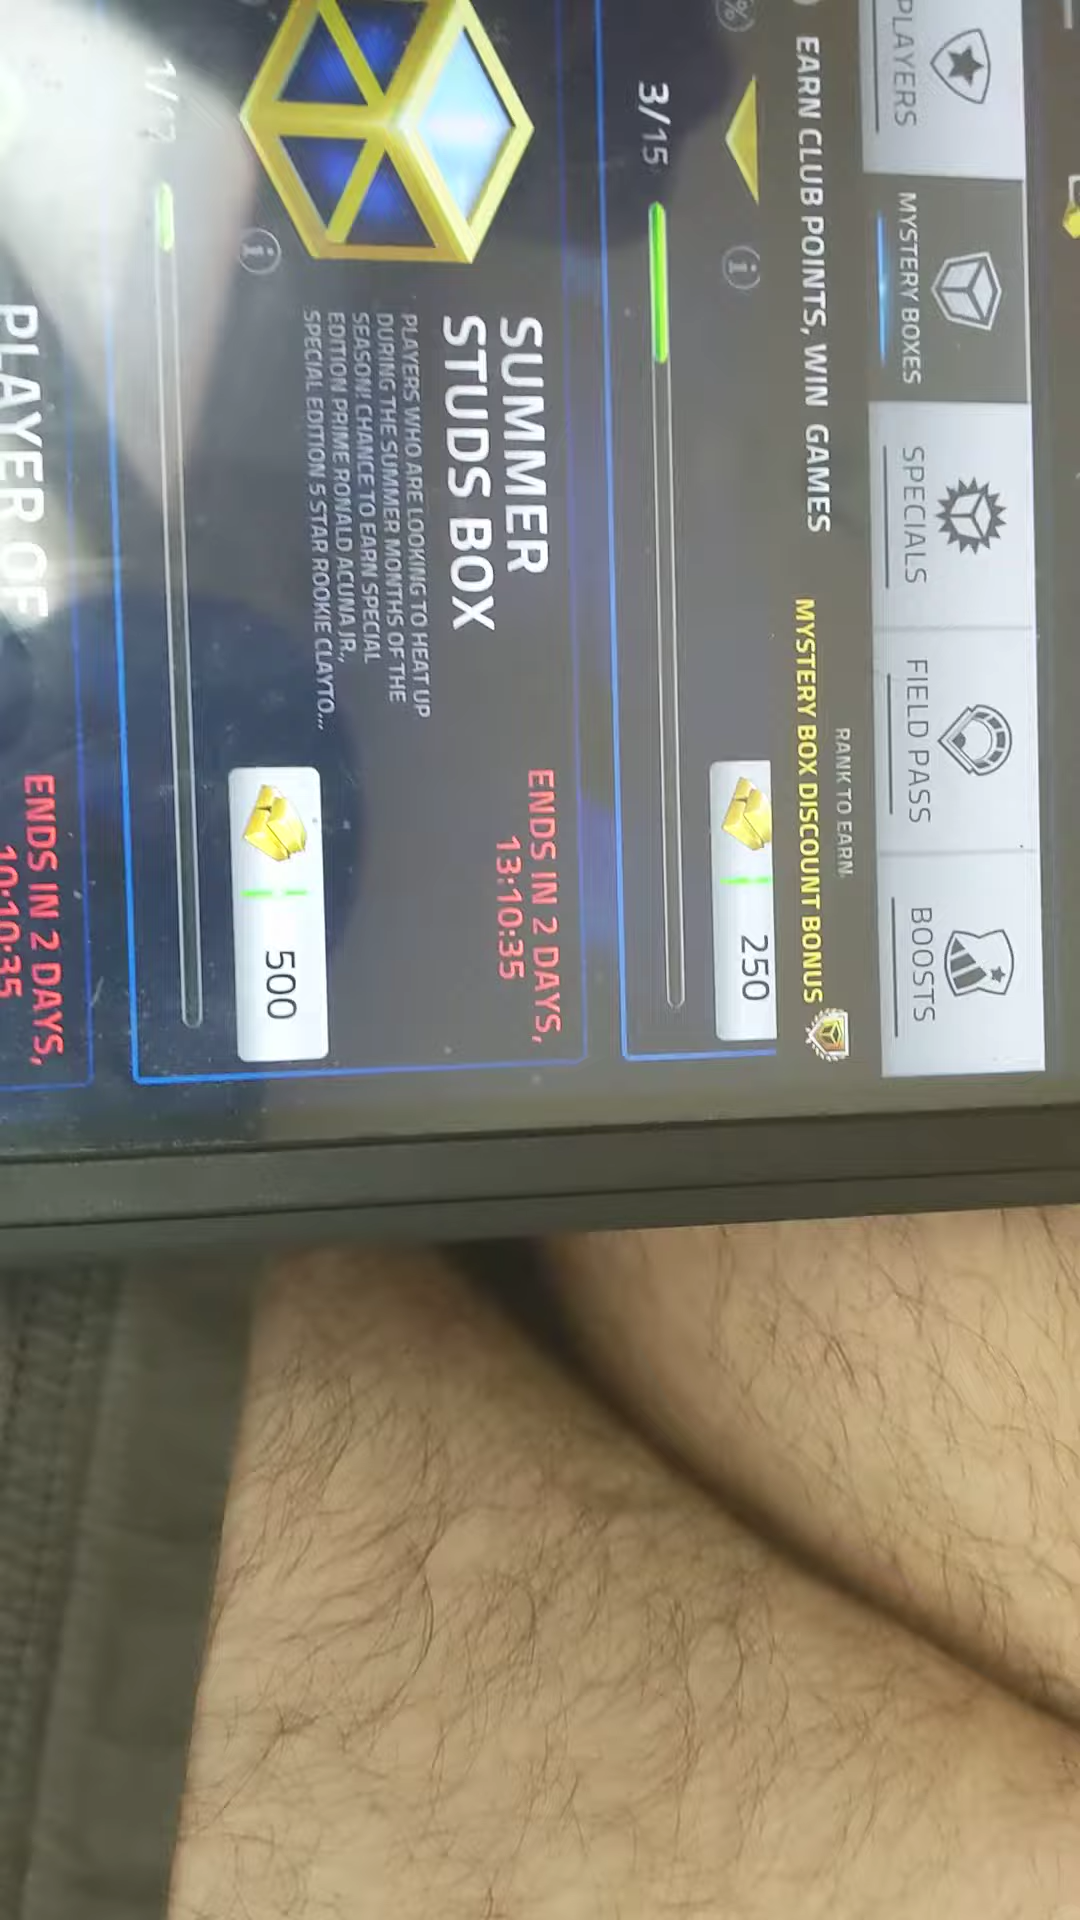 PLAYERS
MYSTERY BOXES
SPECIALS
FIELD PASS
BOOSTS
EARN CLUB POINTS, WIN GAMES
RANK TO EARN
MYSTERY BOX DISCOUNT BONUS
%
250
3/15
SUMMER
STUDS BOX
ENDS IN 2 DAYS,
13:10:35
PLAYERS WHO ARE LOOKING TO HEAT UP
DURING THE SUMMER MONTHS OF THE
SEASON! CHANCE TO EARN SPECIAL
EDITION PRIME RONALD ACUNA JR.,
SPECIAL EDITION 5 STAR ROOKIE CLAYTO...
500
PLAYER OF
ENDS IN 2 DAYS,
10:10:35